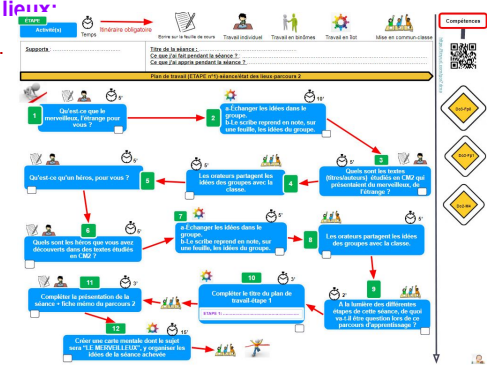 lieux:
ETAPE
Activité(s)
Temps
Itinéraire obligatoire
Ecrire sur la feuille de cours
Travail individuel
Travail en binômes
Travail en îlot
Mise en commun-classe
Compétences
Supports :
Titre de la séance :
Ce que j'ai fait pendant la séance ?
Ce que j'ai appris pendant la séance ?
Plan de travail (ETAPE n°1) séance/état des lieux parcours 2
5'
1
Qu'est-ce que le
merveilleux, l'étrange pour
vous ?
10'
2
a-Échanger les idées dans le
groupe.
b-Le scribe reprend en note, sur
une feuille, les idées du groupe.
5'
3
Quels sont les textes
(titres/auteurs) étudiés en CM2 qui
présentaient du merveilleux, de
l'étrange ?
5'
4
Les orateurs partagent les
idées des groupes avec la
classe.
5'
5
Qu'est-ce qu'un héros, pour vous ?
5'
6
Quels sont les héros que vous avez
découverts dans des textes étudiés
en CM2 ?
7
5'
a-Échanger les idées dans le
groupe.
b-Le scribe reprend en note, sur
une feuille, les idées du groupe.
5'
8
Les orateurs partagent les idées
des groupes avec la classe.
9
2'
A la lumière des différentes
étapes de cette séance, de quoi
va-t-il être question lors de ce
parcours d'apprentissage ?
10
3'
Compléter le titre du plan de
travail-étape 1
ETAPE 1:
11
5'
Compléter la présentation de la
séance + fiche mémo du parcours 2
12
15'
Créer une carte mentale dont le sujet
sera "LE MERVEILLEUX", y organiser les
idées de la séance achevée